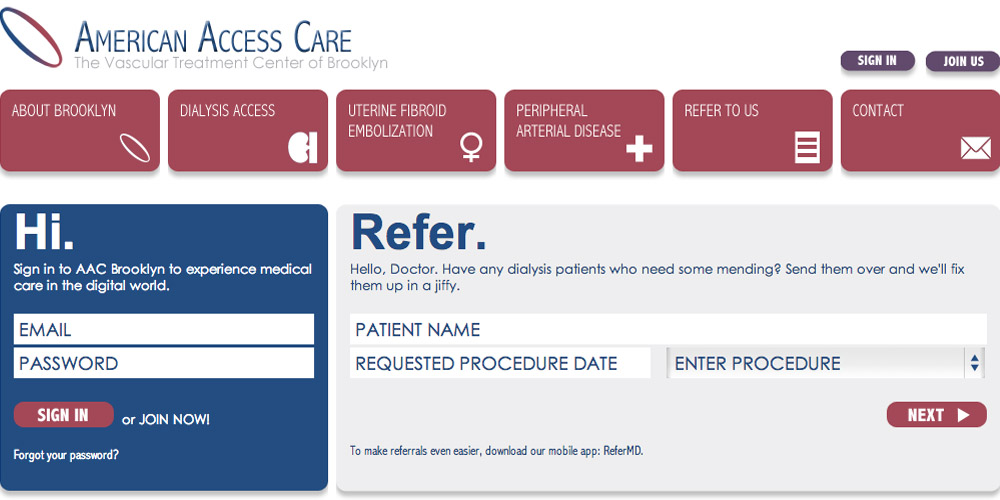 AMERICAN ACCESS CARE
The Vascular Treatment Center of Brooklyn
SIGN IN
JOIN US
ABOUT BROOKLYN
DIALYSIS ACCESS
UTERINE FIBROID
EMBOLIZATION
PERIPHERAL
ARTERIAL DISEASE
REFER TO US
CONTACT
Hi.
Sign in to AAC Brooklyn to experience medical
care in the digital world.
EMAIL
PASSWORD
SIGN IN or JOIN NOW!
Forgot your password?
Refer.
Hello, Doctor. Have any dialysis patients who need some mending? Send them over and we'll fix
them up in a jiffy.
PATIENT NAME
REQUESTED PROCEDURE DATE
ENTER PROCEDURE
NEXT
To make referrals even easier, download our mobile app: ReferMD.